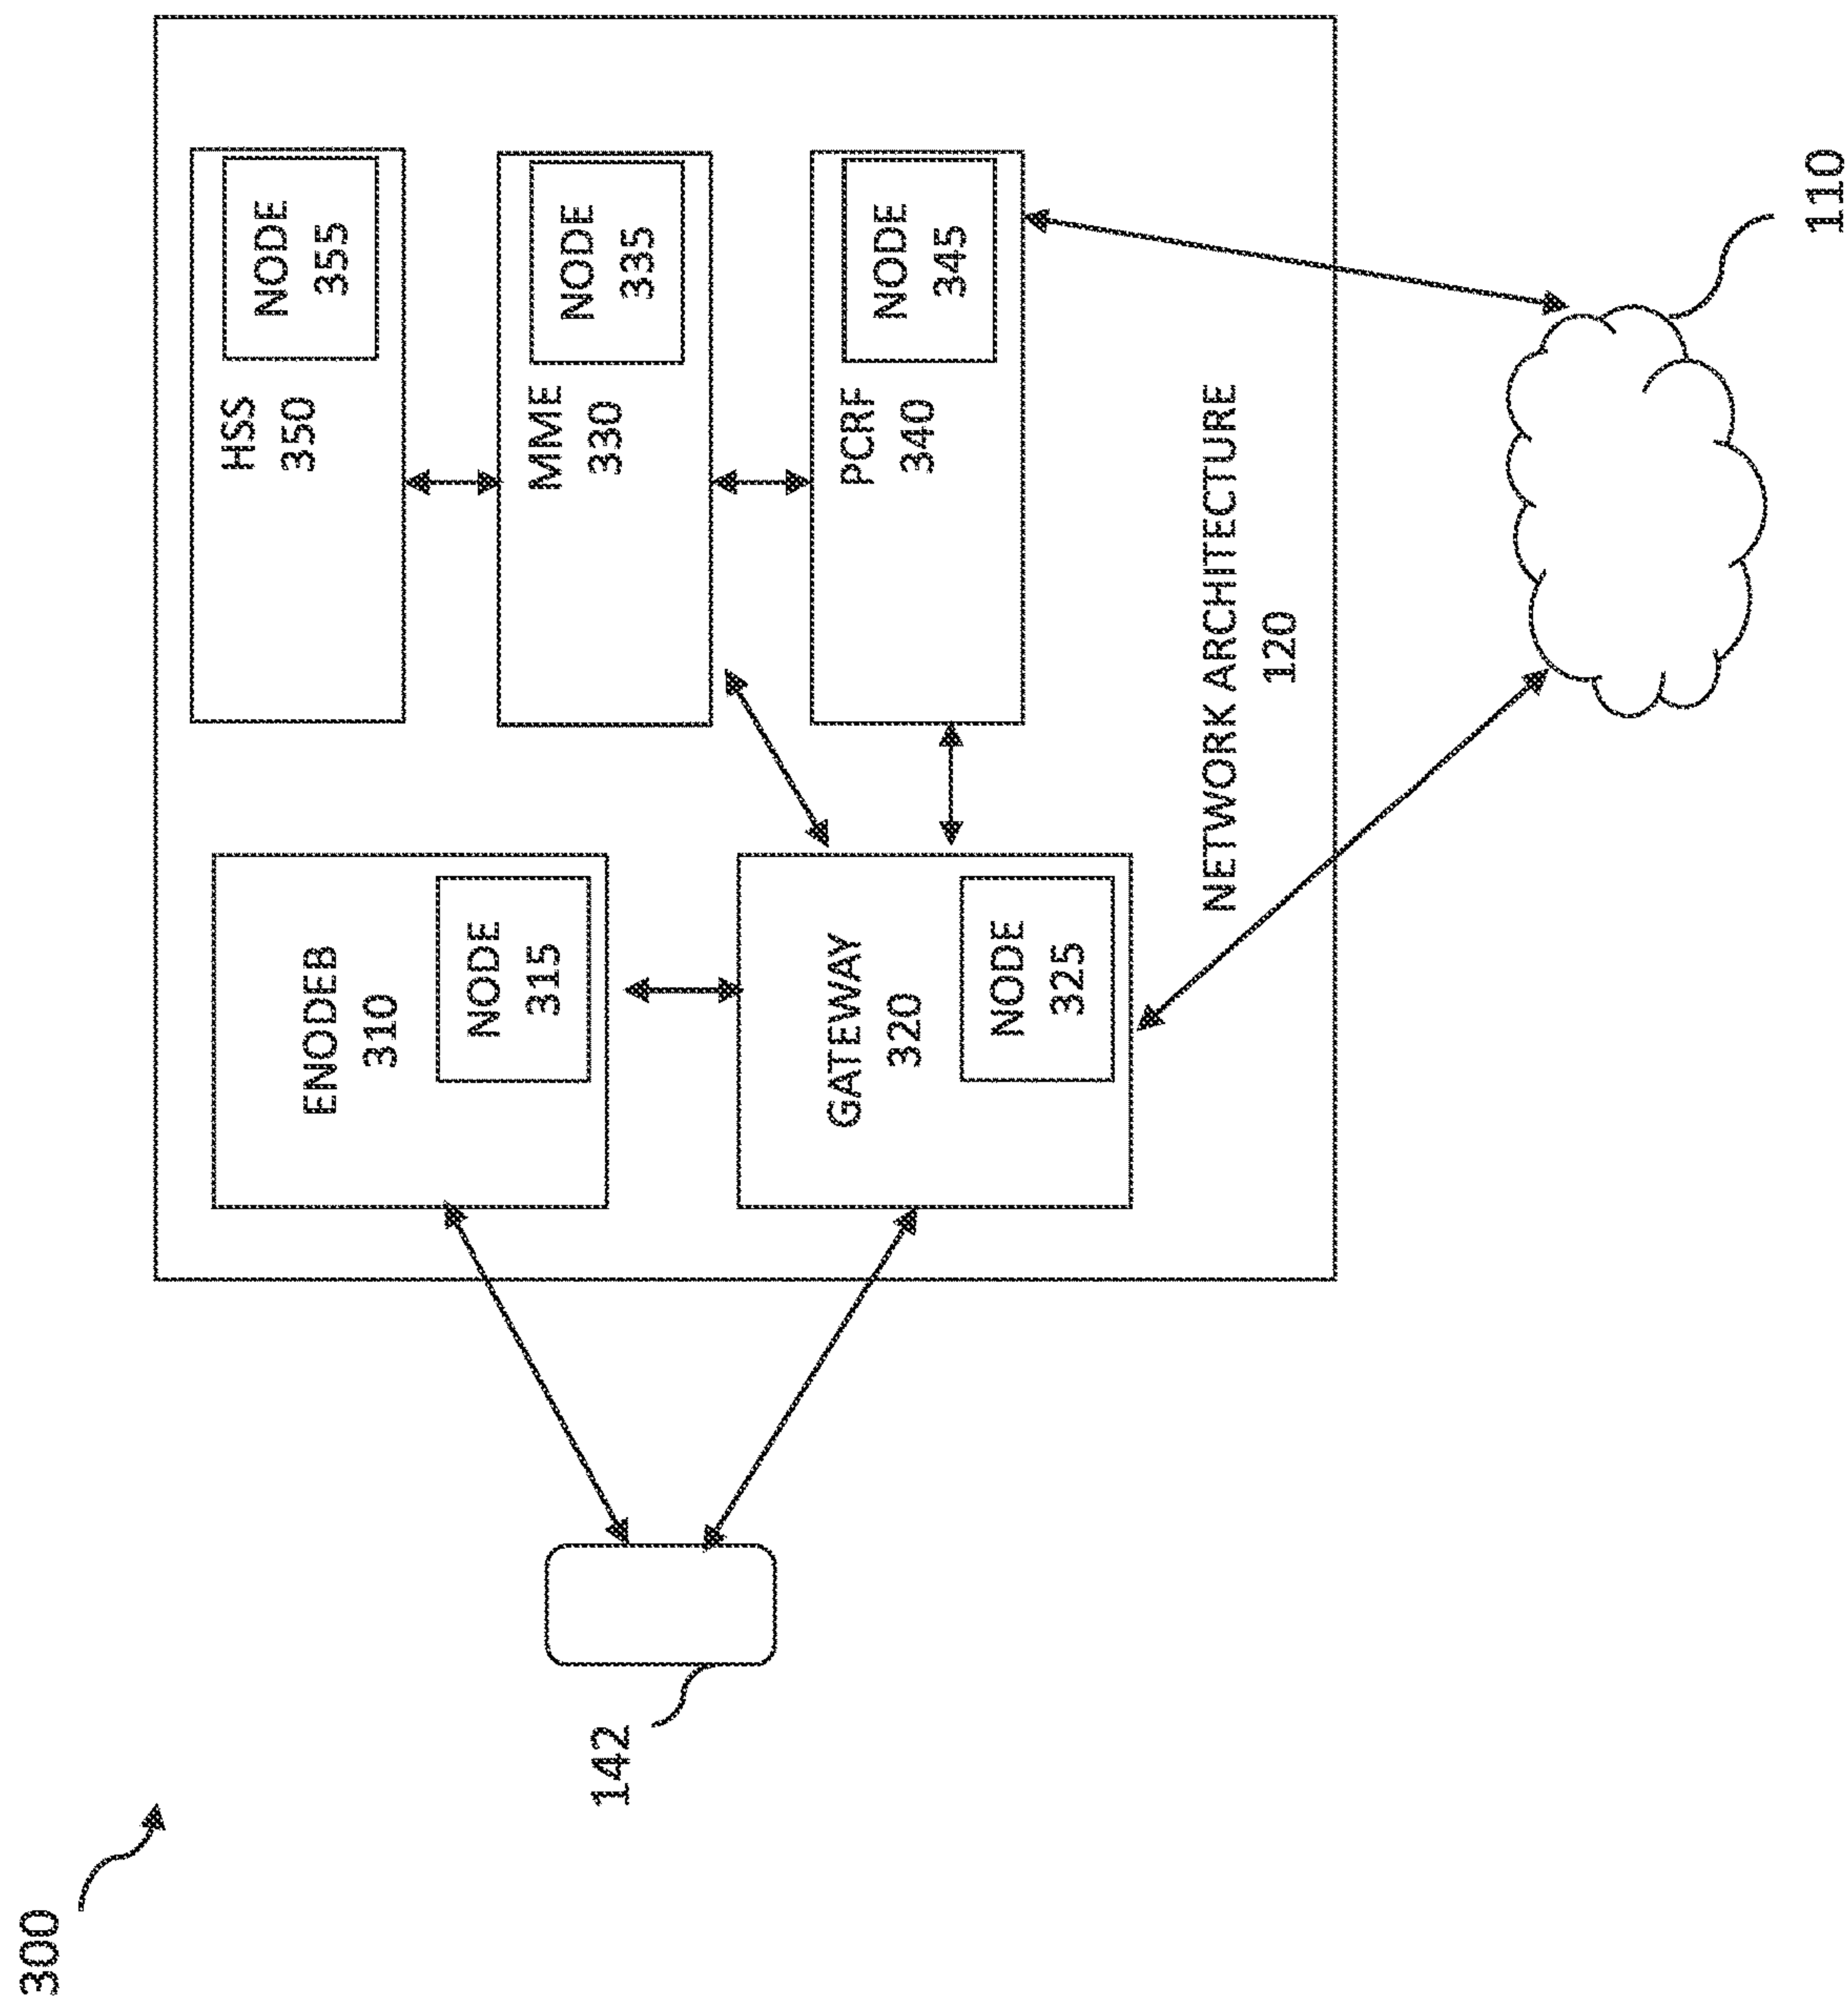 300
142
ENODEB
310
NODE
315
GATEWAY
320
NODE
325
HSS
350
NODE
355
MME
330
NODE
335
PCRF
340
NODE
345
NETWORK ARCHITECTURE
120
110